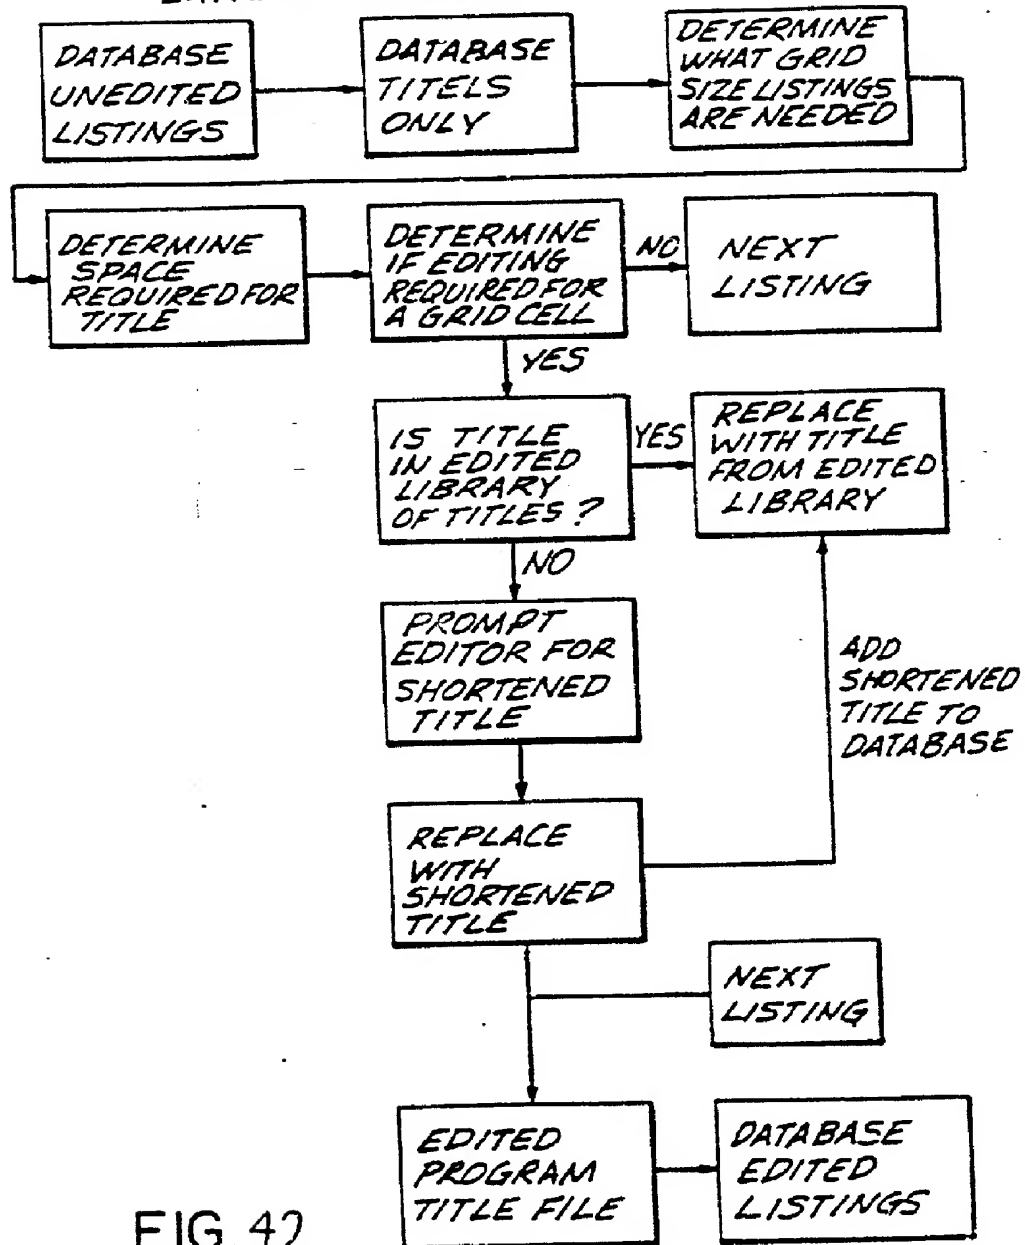 DATABASE
UNEDITED
LISTINGS
DATABASE
TITELS
ONLY
DETERMINE
WHAT GRID
SIZE LISTINGS
ARE NEEDED
DETERMINE
SPACE
REQUIRED FOR
TITLE
DETERMINE
IF EDITING
REQUIRED FOR
A GRID CELL
NO
NEXT
LISTING
YES
IS TITLE
IN EDITED
LIBRARY
OF TITLES?
YES
REPLACE
WITH TITLE
FROM EDITED
LIBRARY
NO
PROMPT
EDITOR FOR
SHORTENED
TITLE
ADD
SHORTENED
TITLE TO
DATABASE
REPLACE
WITH
SHORTENED
TITLE
NEXT
LISTING
EDITED
PROGRAM
TITLE FILE
DATABASE
EDITED
LISTINGS
FIG. 42